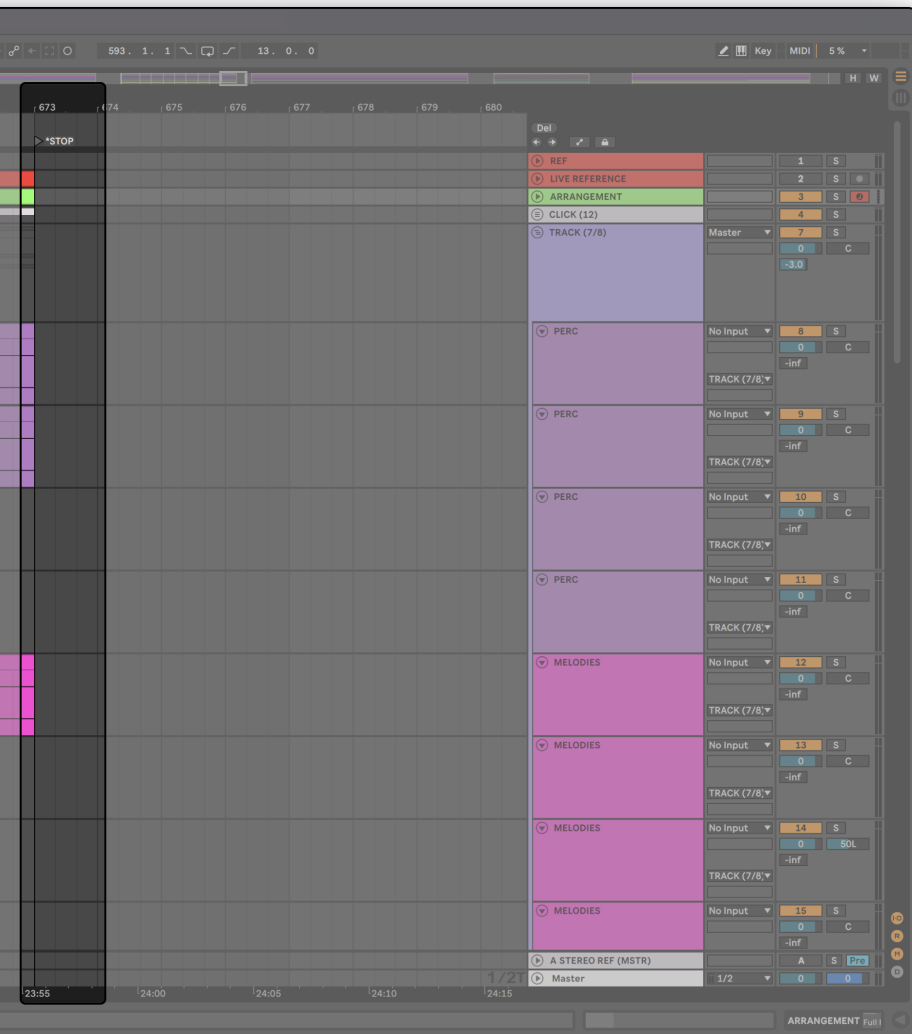 593. 1. 1 13. 0. 0 Key MIDI 5 %
H W
673 674 675 676 677 678 679 680
Del
*STOP
REF 1 S
LIVE REFERENCE 2 S
ARRANGEMENT 3 S
CLICK (12) 4 S
TRACK (7/8) Master 7 S
0 C
-3.0
PERC No Input 8 S
0 C
-inf
TRACK (7/8)
PERC No Input 9 S
0 C
-inf
TRACK (7/8)
PERC No Input 10 S
0 C
-inf
TRACK (7/8)
PERC No Input 11 S
0 C
-inf
TRACK (7/8)
MELODIES No Input 12 S
0 C
-inf
TRACK (7/8)
MELODIES No Input 13 S
0 C
-inf
TRACK (7/8)
MELODIES No Input 14 S
0 50L
-inf
TRACK (7/8)
MELODIES No Input 15 S
0 C
I·O
R
-inf
M
A STEREO REF (MSTR) A S Pre
D
1/2T Master 1/2 0 0
23:55 24:00 24:05 24:10 24:15
ARRANGEMENT Full